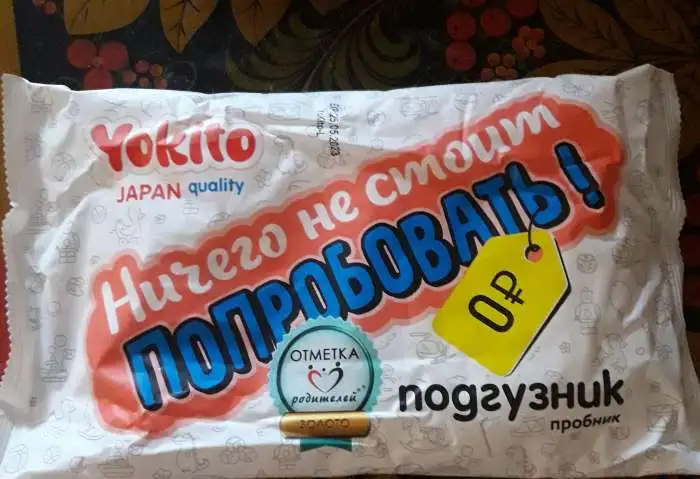 Yokito
JAPAN quality
Ничего не стоит
ПОПРОБОВАТЬ!
0₽
ОТМЕТКА
родителей
ЗОЛОТО
подгузник
пробник